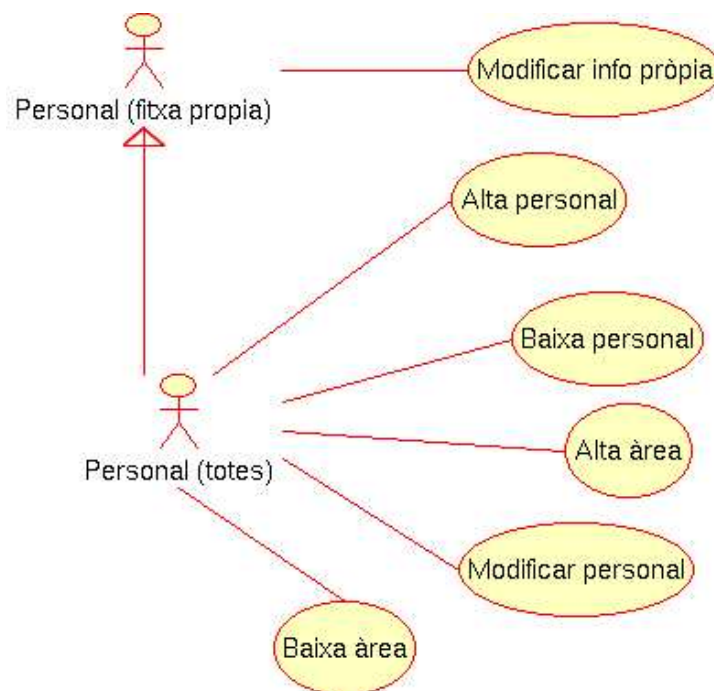 Modificar info pròpia
Personal (fitxa propia)
Alta personal
Baixa personal
Alta àrea
Personal (totes)
Modificar personal
Baixa àrea